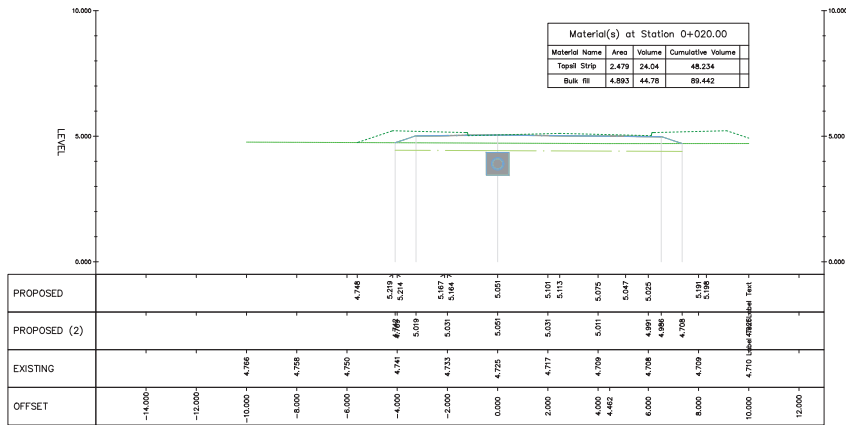 10.000
10.000
Material(s) at Station 0+020.00
Material Name Area Volume Cumulative Volume
Topsil Strip 2.479 24.04 48.234
Bulk fill 4.893 44.78 89.442
LEVEL
5.000
5.000
0.000
0.000
PROPOSED 4.748 5.219 5.214 5.167 5.164 5.051 5.101 5.113 5.075 5.047 5.025 5.191 5.198 Label Text
PROPOSED (2) 5.019 5.031 5.051 5.031 5.011 4.991 4.986 4.708
EXISTING 4.766 4.758 4.750 4.741 4.733 4.725 4.717 4.709 4.708 4.709 4.710
OFFSET -14.000 -12.000 -10.000 -8.000 -6.000 -4.000 -2.000 0.000 2.000 4.000 4.462 6.000 8.000 10.000 12.000